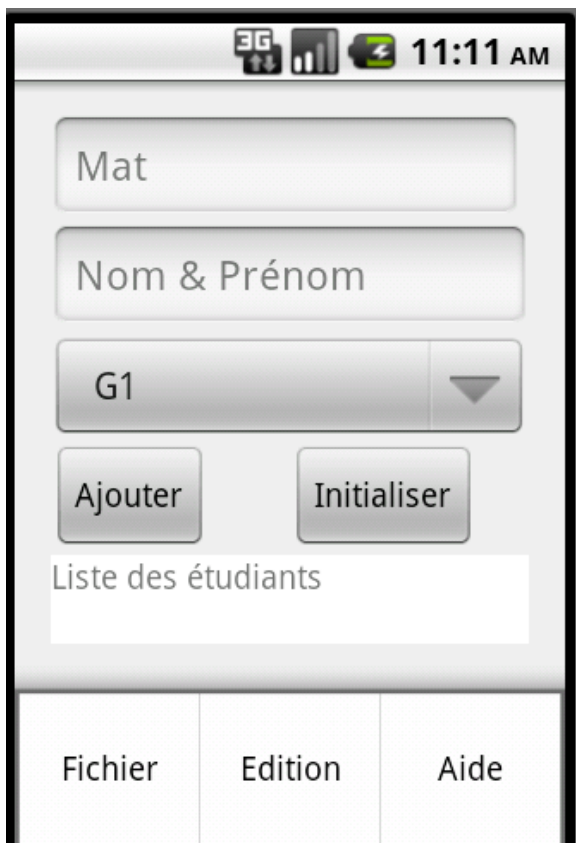 3G 11:11 AM
Mat
Nom & Prénom
G1
Ajouter Initialiser
Liste des étudiants
Fichier Edition Aide